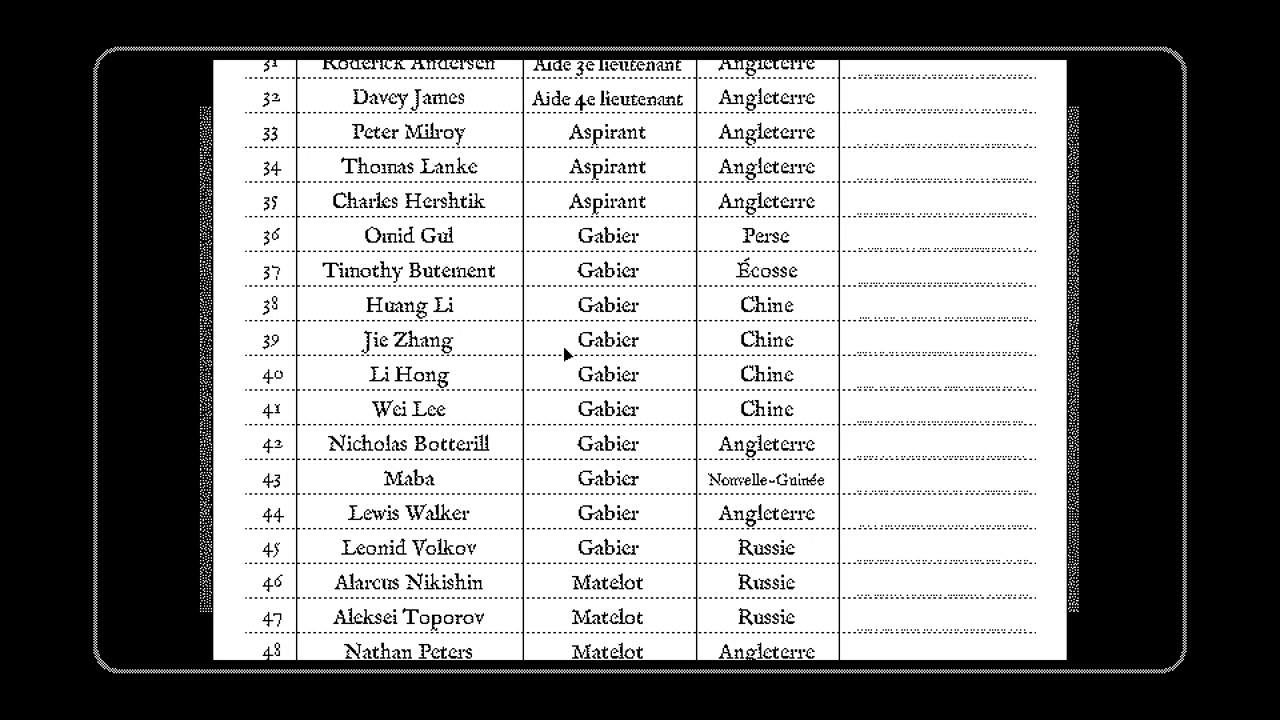 31 Roderick Andersen Aide 3e lieutenant Angleterre
32 Davey James Aide 4e lieutenant Angleterre
33 Peter Milroy Aspirant Angleterre
34 Thomas Lanke Aspirant Angleterre
35 Charles Hershtik Aspirant Angleterre
36 Omid Gul Gabier Perse
37 Timothy Butement Gabier Écosse
38 Huang Li Gabier Chine
39 Jie Zhang Gabier Chine
40 Li Hong Gabier Chine
41 Wei Lee Gabier Chine
42 Nicholas Botterill Gabier Angleterre
43 Maba Gabier Nouvelle-Guinée
44 Lewis Walker Gabier Angleterre
45 Leonid Volkov Gabier Russie
46 Alarcus Nikishin Matelot Russie
47 Aleksei Toporov Matelot Russie
48 Nathan Peters Matelot Angleterre